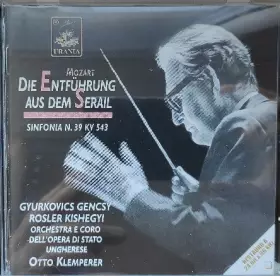 URANIA
MOZART
DIE ENTFÜHRUNG
AUS DEM SERAIL
SINFONIA N. 39 KV 543
GYURKOVICS GENCSY
ROSLER KISHEGYI
ORCHESTRA E CORO
DELL'OPERA DI STATO
UNGHERESE
OTTO KLEMPERER